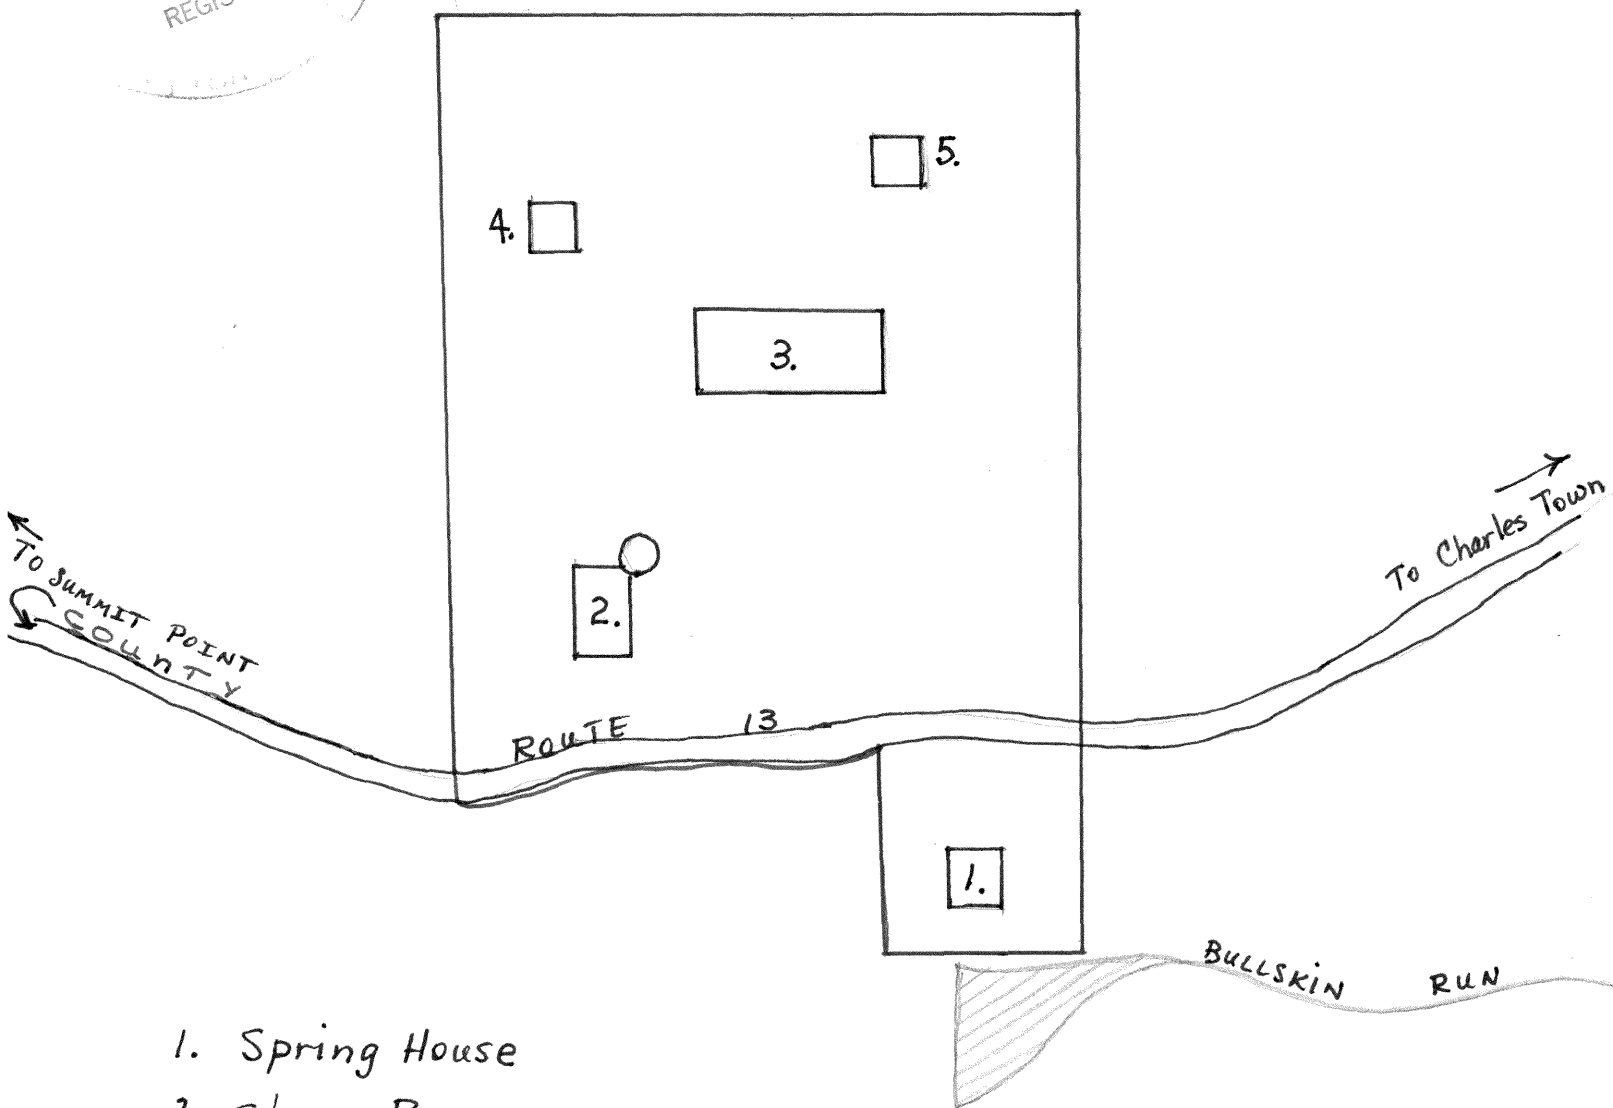 REGIS
5.
4.
3.
2.
To Charles Town
TO SUMMIT POINT
COUNTY
ROUTE 13
1.
BULLSKIN RUN
1. Spring House